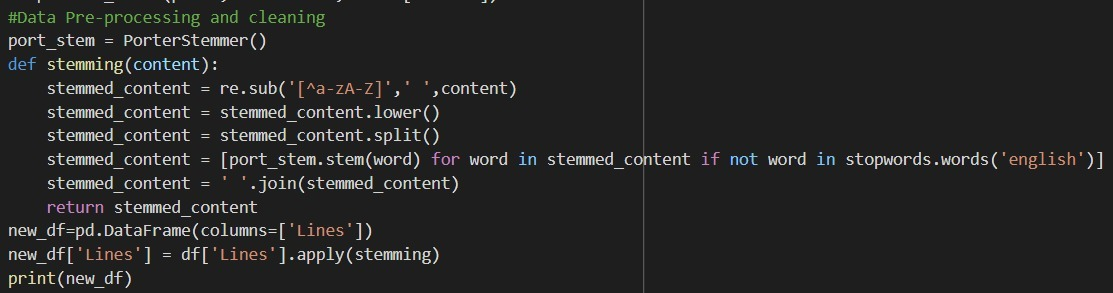 #Data Pre-processing and cleaning
port_stem = PorterStemmer()
def stemming(content):
    stemmed_content = re.sub('[^a-zA-Z]',' ',content)
    stemmed_content = stemmed_content.lower()
    stemmed_content = stemmed_content.split()
    stemmed_content = [port_stem.stem(word) for word in stemmed_content if not word in stopwords.words('english')]
    stemmed_content = ' '.join(stemmed_content)
    return stemmed_content
new_df=pd.DataFrame(columns=['Lines'])
new_df['Lines'] = df['Lines'].apply(stemming)
print(new_df)